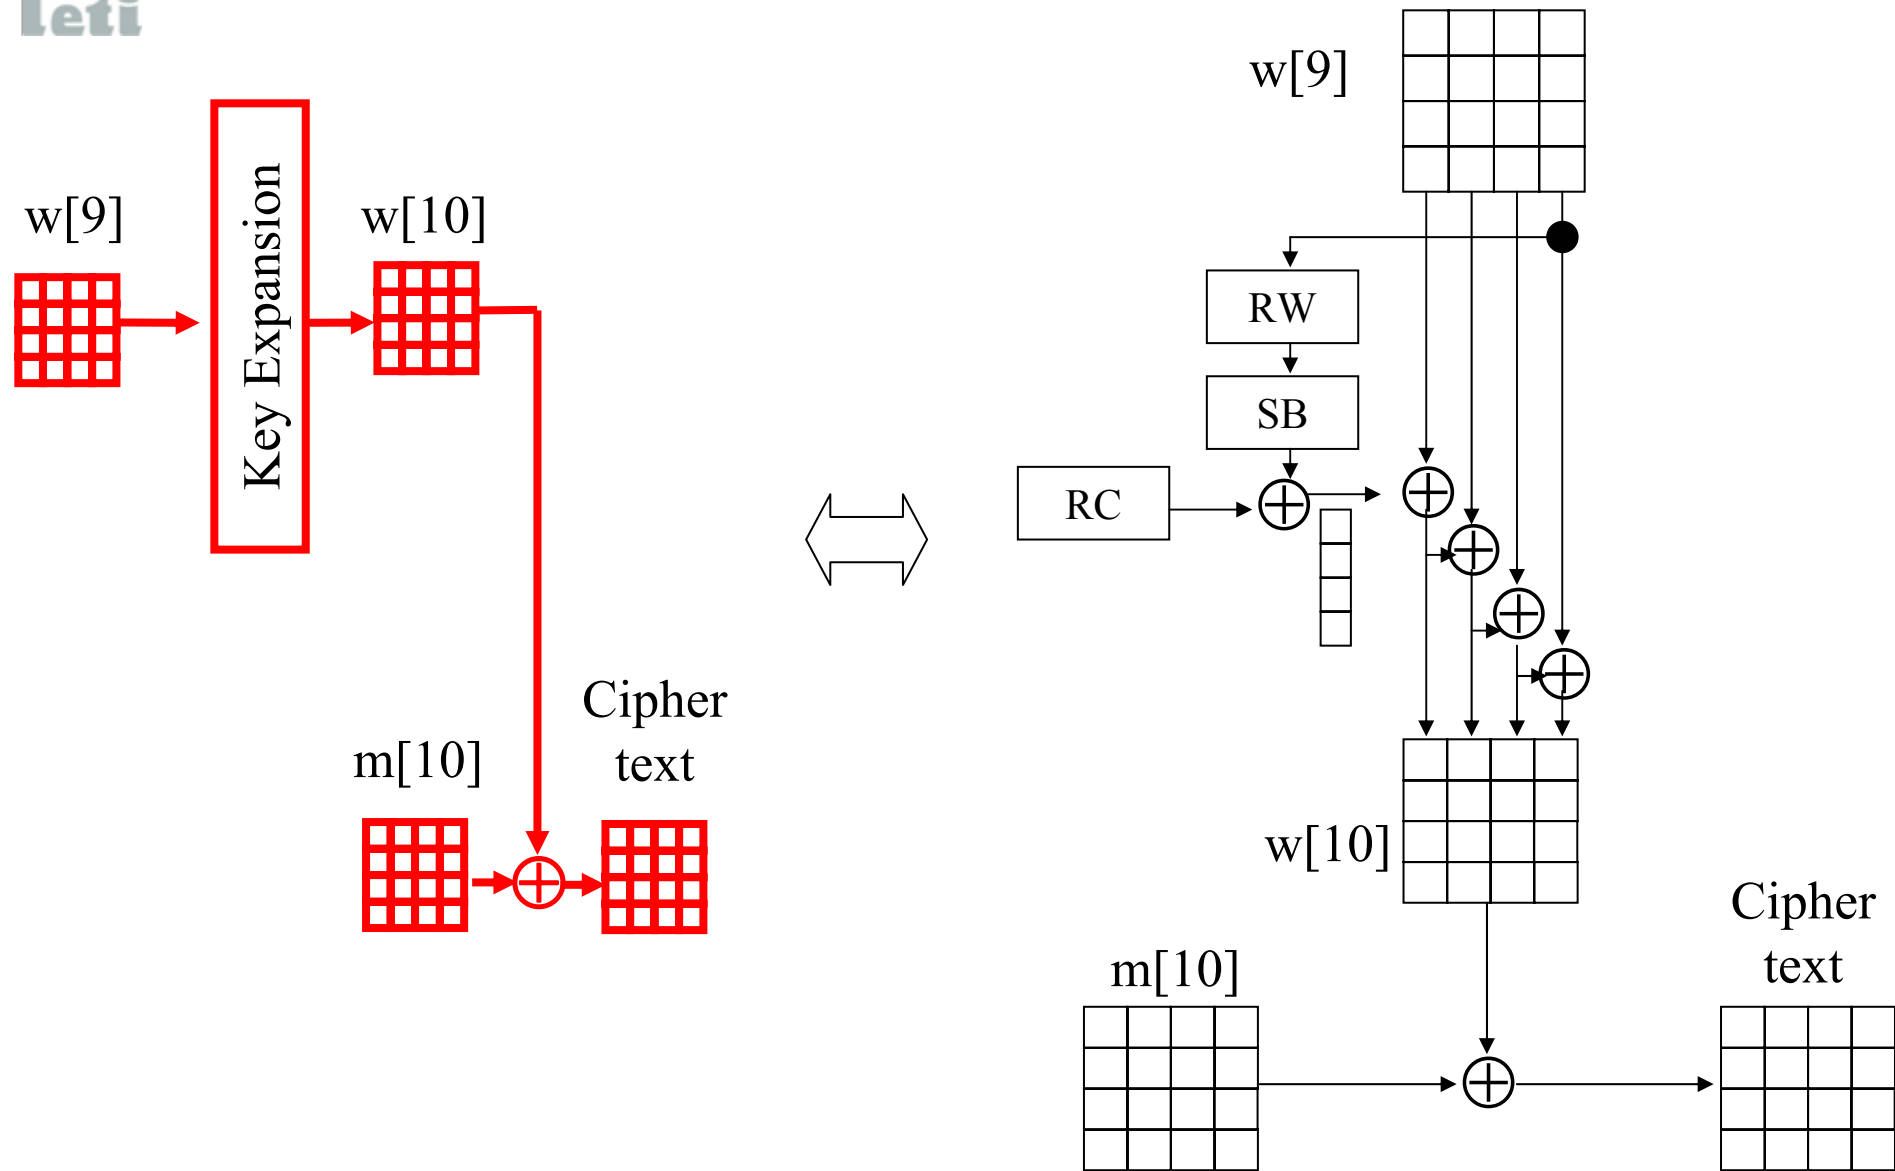 leti
w[9]
Key Expansion
w[10]
m[10]
Cipher
text
w[9]
RW
SB
RC
w[10]
m[10]
Cipher
text